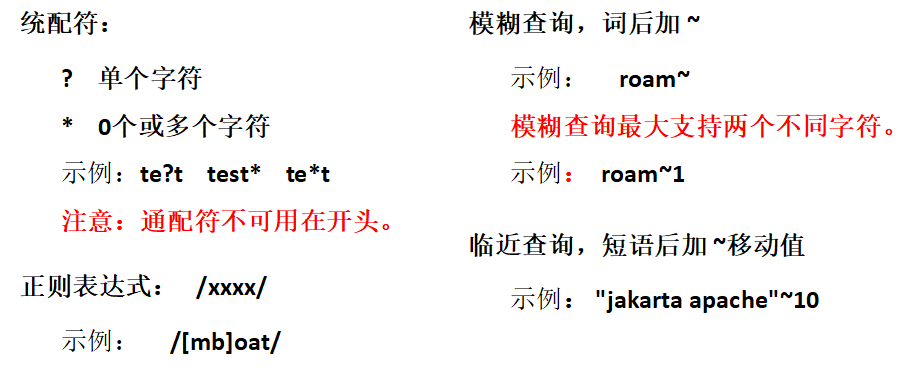 统配符：
?   单个字符
*   0个或多个字符
示例：te?t   test*   te*t
注意：通配符不可用在开头。
正则表达式：   /xxxx/
示例：   /[mb]oat/
模糊查询，词后加 ~
示例：   roam~
模糊查询最大支持两个不同字符。
示例：   roam~1
临近查询，短语后加 ~移动值
示例："jakarta apache"~10